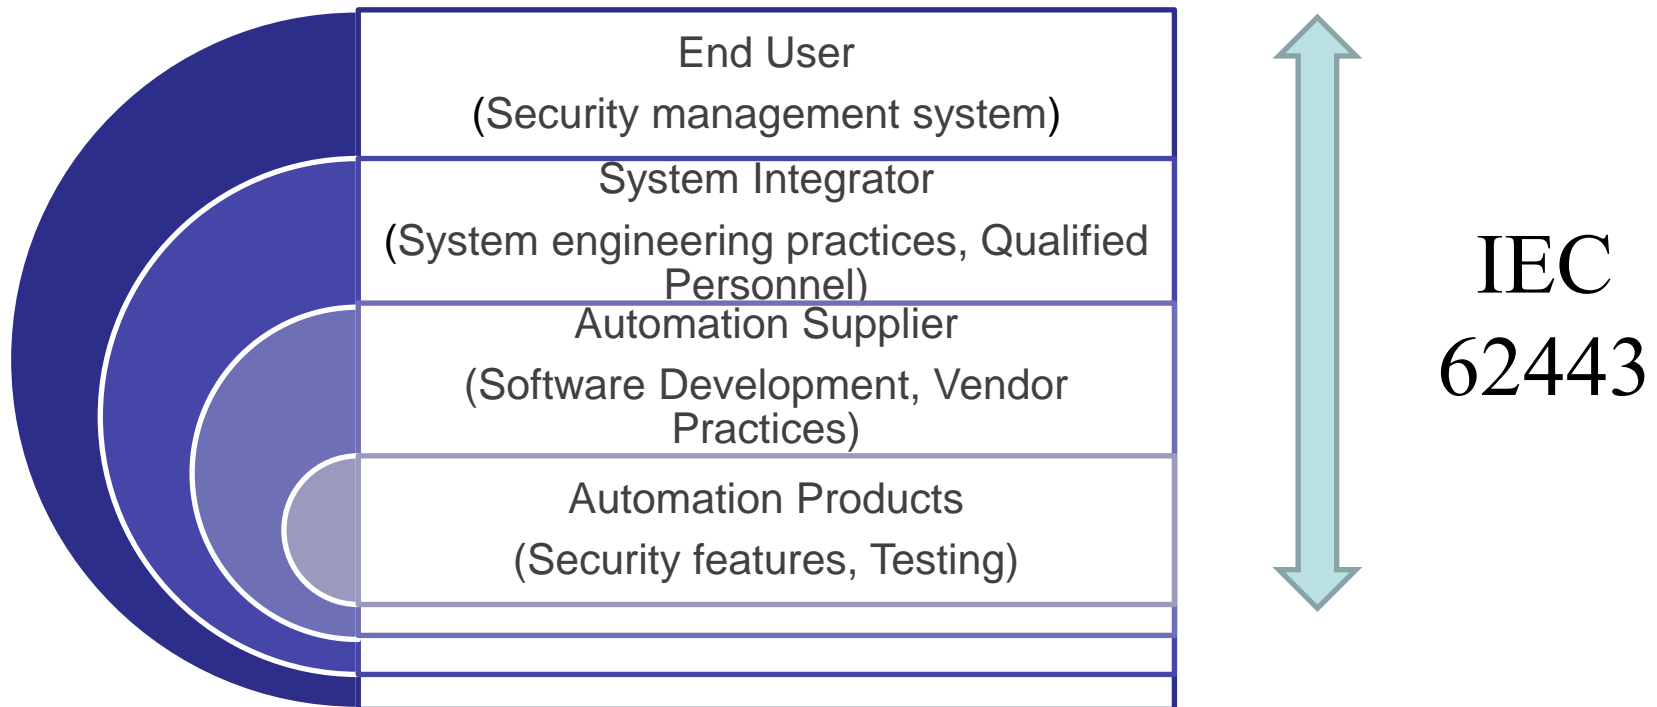 End User
(Security management system)
System Integrator
(System engineering practices, Qualified
Personnel)
Automation Supplier
(Software Development, Vendor
Practices)
Automation Products
(Security features, Testing)
IEC
62443